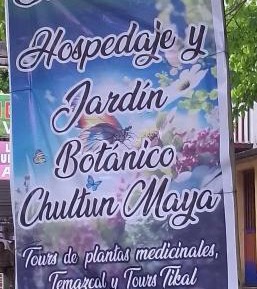 Hospedaje y
Jardín
Botánico
Chultun Maya
Tours de plantas medicinales,
Temazcal y Tours Tikal